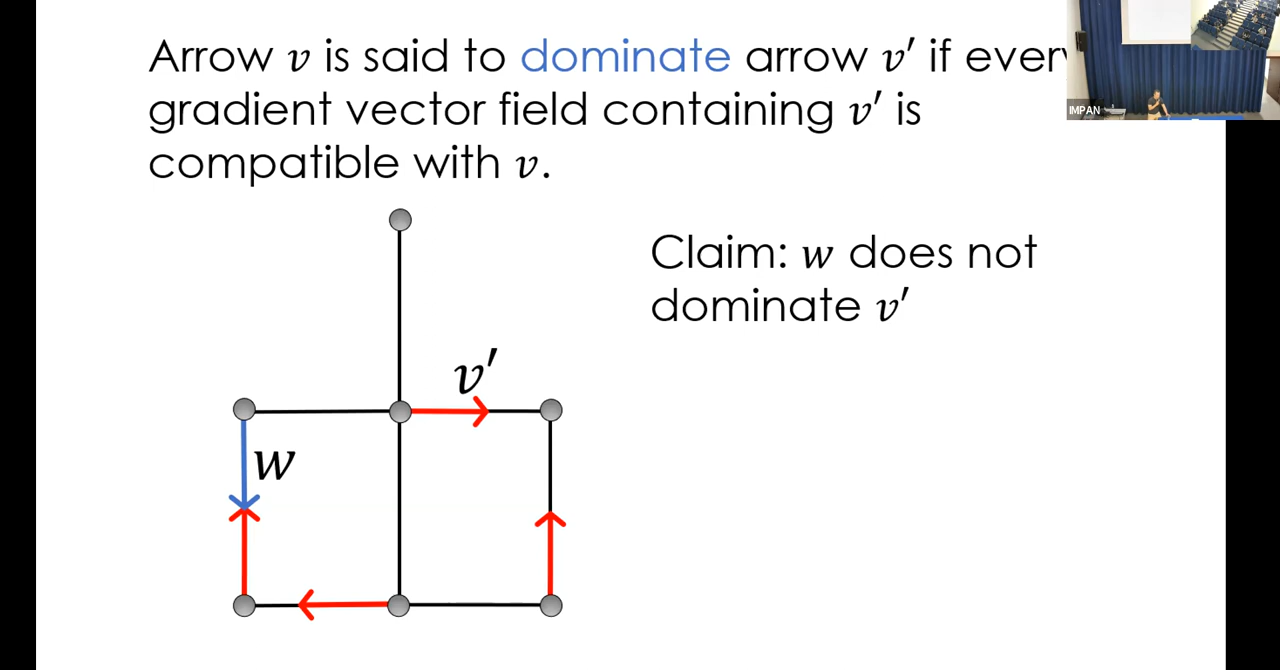 Arrow v is said to dominate arrow v′ if every
gradient vector field containing v′ is
compatible with v.
IMPAN
Claim: w does not
dominate v′
v′
w